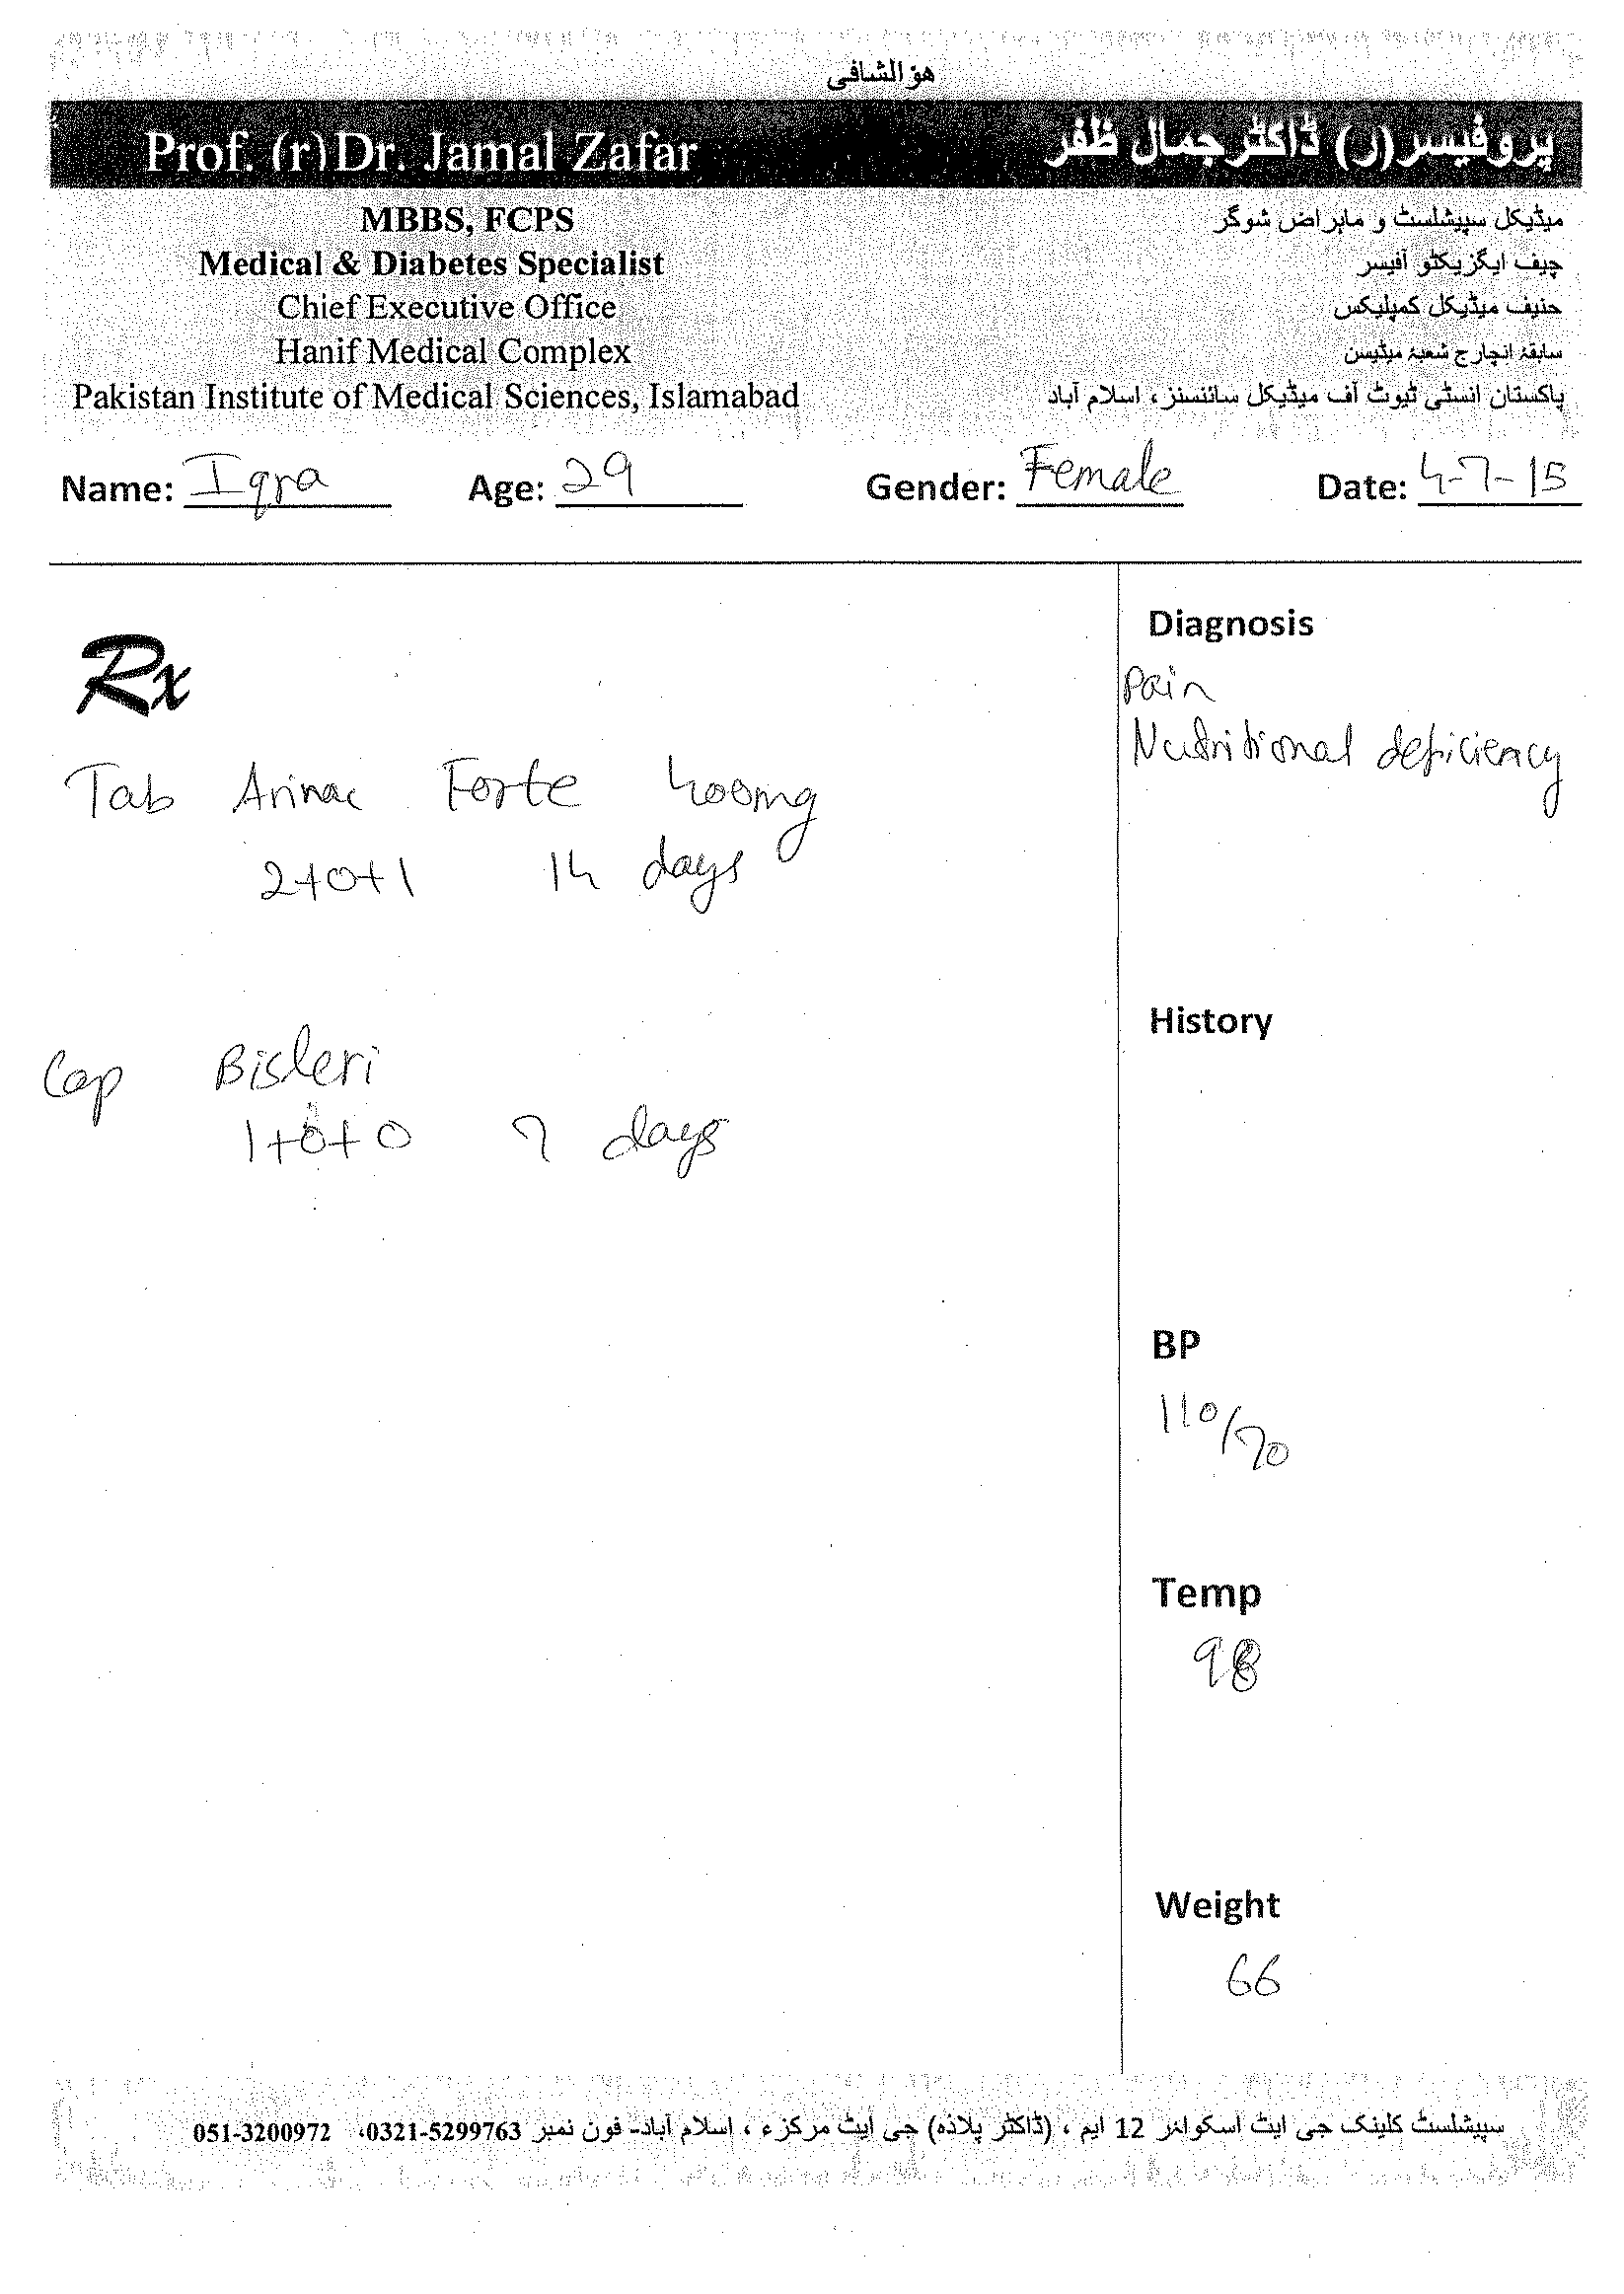 هو الشافی
Prof. (r) Dr. Jamal Zafar
پروفیسر (ر) ڈاکٹر جمال ظفر
MBBS, FCPS
میڈیکل سپیشلسٹ و ماہر امراض شوگر
Medical & Diabetes Specialist
چیف ایگزیکٹو آفیسر
Chief Executive Office
حنیف میڈیکل کمپلیکس
Hanif Medical Complex
سابقہ انچارج شعبہ میڈیسن
Pakistan Institute of Medical Sciences, Islamabad
پاکستان انسٹی ٹیوٹ آف میڈیکل سائنسز، اسلام آباد
Name: Iqra Age: 29 Gender: Female Date: 4-7-15
Rx
Tab Arinac Forte 400mg
2+0+1 14 days
Cap Bisleri
1+0+0 7 days
Diagnosis
Pain
Nutritional deficiency
History
BP
110/70
Temp
98
Weight
66
سپیشلسٹ کلینک جی ایٹ اسکوائر 12 ایم ، (ڈاکٹر پلازہ) جی ایٹ مرکزء ، اسلام آباد- فون نمبر 0321-5299763، 051-3200972